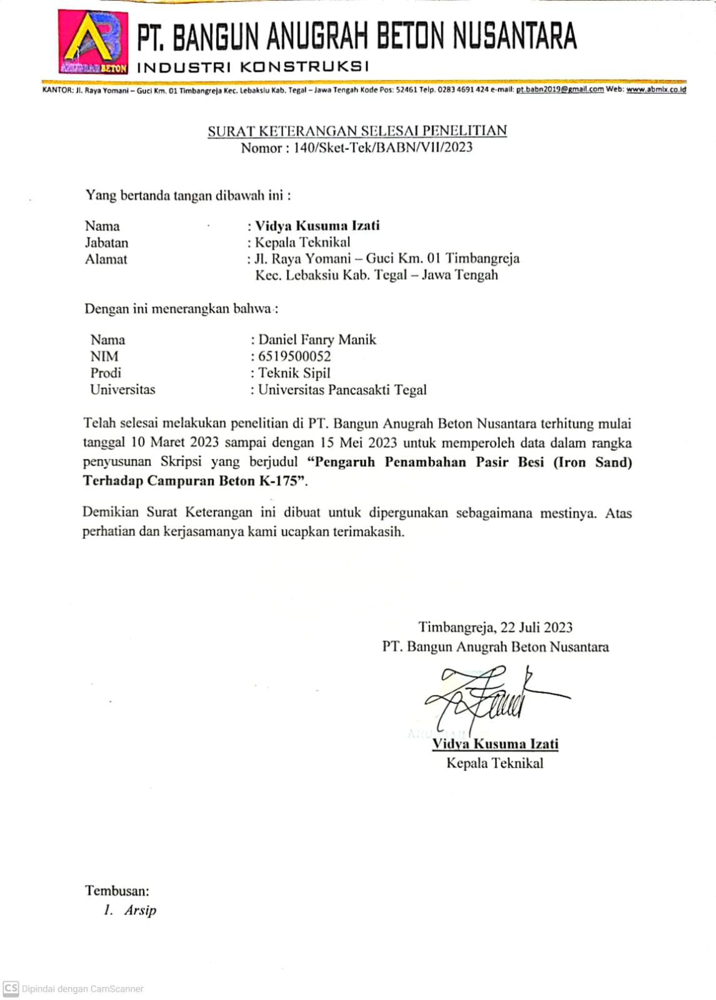 AB
ANUGRAH BETON
PT. BANGUN ANUGRAH BETON NUSANTARA
INDUSTRI KONSTRUKSI
KANTOR: Jl. Raya Yomani – Guci Km. 01 Timbangreja Kec. Lebaksiu Kab. Tegal – Jawa Tengah Kode Pos: 52461 Telp. 0283 4691 424 e-mail: pt.babn2019@gmail.com Web: www.abmix.co.id
SURAT KETERANGAN SELESAI PENELITIAN
Nomor : 140/Sket-Tek/BABN/VII/2023
Yang bertanda tangan dibawah ini :
Nama : Vidya Kusuma Izati
Jabatan : Kepala Teknikal
Alamat : Jl. Raya Yomani – Guci Km. 01 Timbangreja
Kec. Lebaksiu Kab. Tegal – Jawa Tengah
Dengan ini menerangkan bahwa :
Nama : Daniel Fanry Manik
NIM : 6519500052
Prodi : Teknik Sipil
Universitas : Universitas Pancasakti Tegal
Telah selesai melakukan penelitian di PT. Bangun Anugrah Beton Nusantara terhitung mulai
tanggal 10 Maret 2023 sampai dengan 15 Mei 2023 untuk memperoleh data dalam rangka
penyusunan Skripsi yang berjudul “Pengaruh Penambahan Pasir Besi (Iron Sand)
Terhadap Campuran Beton K-175”.
Demikian Surat Keterangan ini dibuat untuk dipergunakan sebagaimana mestinya. Atas
perhatian dan kerjasamanya kami ucapkan terimakasih.
Timbangreja, 22 Juli 2023
PT. Bangun Anugrah Beton Nusantara
Vidya Kusuma Izati
Kepala Teknikal
Tembusan:
1. Arsip
CS Dipindai dengan CamScanner